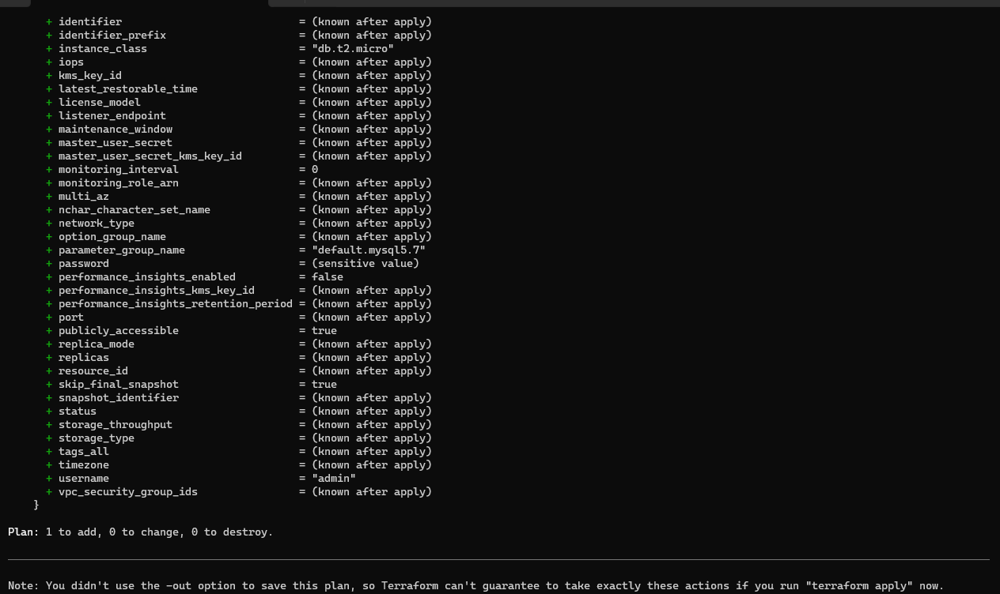 + identifier = (known after apply)
+ identifier_prefix = (known after apply)
+ instance_class = "db.t2.micro"
+ iops = (known after apply)
+ kms_key_id = (known after apply)
+ latest_restorable_time = (known after apply)
+ license_model = (known after apply)
+ listener_endpoint = (known after apply)
+ maintenance_window = (known after apply)
+ master_user_secret = (known after apply)
+ master_user_secret_kms_key_id = (known after apply)
+ monitoring_interval = 0
+ monitoring_role_arn = (known after apply)
+ multi_az = (known after apply)
+ nchar_character_set_name = (known after apply)
+ network_type = (known after apply)
+ option_group_name = (known after apply)
+ parameter_group_name = "default.mysql5.7"
+ password = (sensitive value)
+ performance_insights_enabled = false
+ performance_insights_kms_key_id = (known after apply)
+ performance_insights_retention_period = (known after apply)
+ port = (known after apply)
+ publicly_accessible = true
+ replica_mode = (known after apply)
+ replicas = (known after apply)
+ resource_id = (known after apply)
+ skip_final_snapshot = true
+ snapshot_identifier = (known after apply)
+ status = (known after apply)
+ storage_throughput = (known after apply)
+ storage_type = (known after apply)
+ tags_all = (known after apply)
+ timezone = (known after apply)
+ username = "admin"
+ vpc_security_group_ids = (known after apply)
}
Plan: 1 to add, 0 to change, 0 to destroy.
Note: You didn't use the -out option to save this plan, so Terraform can't guarantee to take exactly these actions if you run "terraform apply" now.